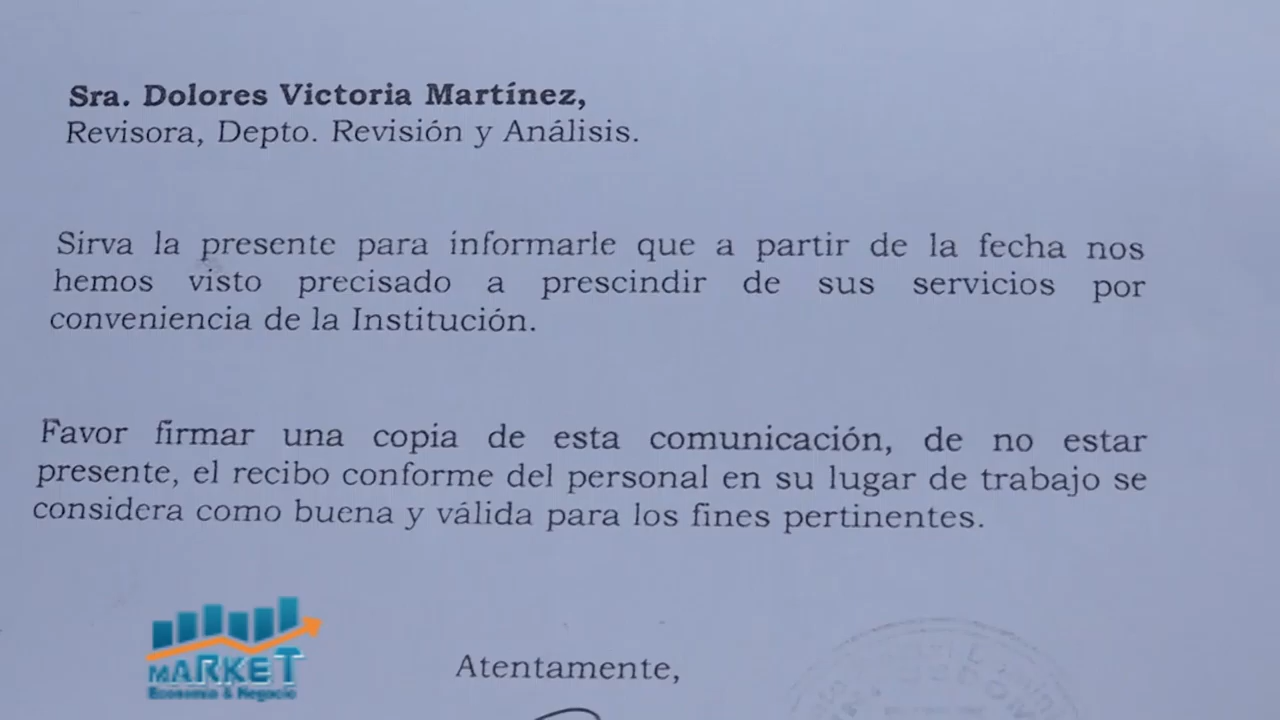 Sra. Dolores Victoria Martínez,
Revisora, Depto. Revisión y Análisis.
Sirva la presente para informarle que a partir de la fecha nos
hemos visto precisado a prescindir de sus servicios por
conveniencia de la Institución.
Favor firmar una copia de esta comunicación, de no estar
presente, el recibo conforme del personal en su lugar de trabajo se
considera como buena y válida para los fines pertinentes.
MARKET
Economia & Negocio
Atentamente,